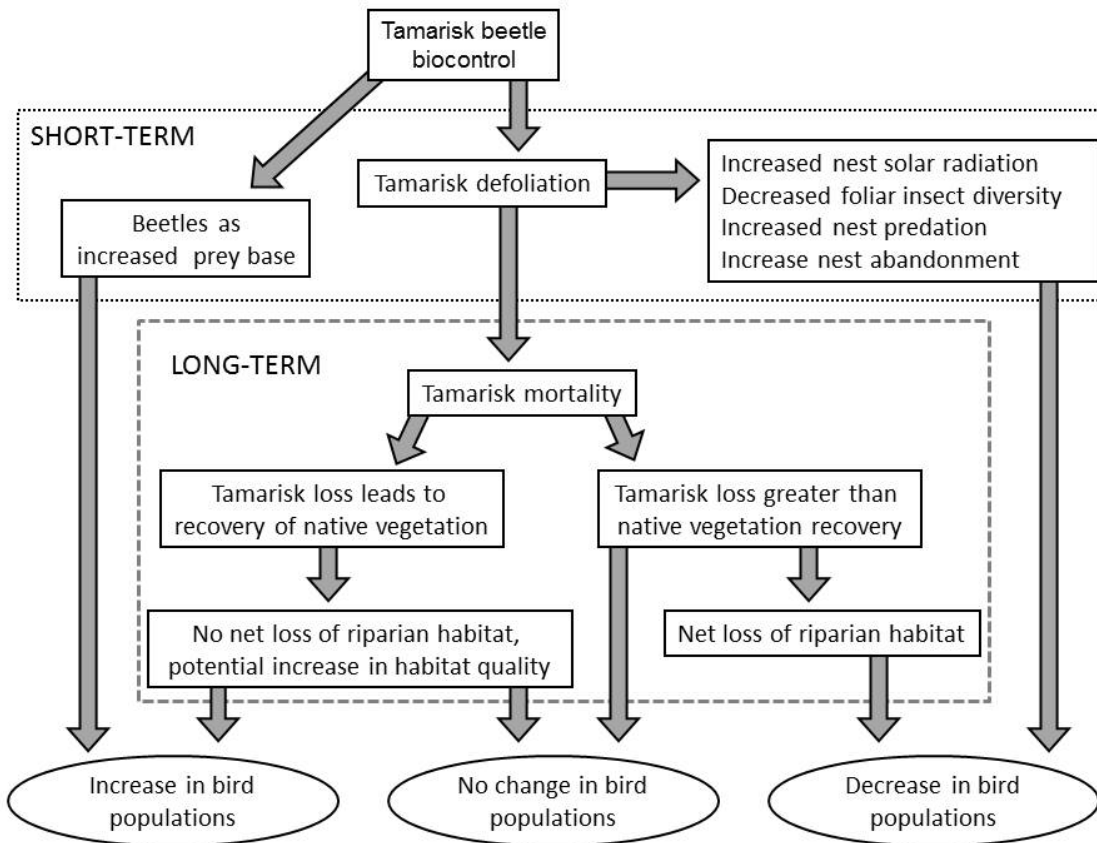 Tamarisk beetle
biocontrol
SHORT-TERM
Tamarisk defoliation
Increased nest solar radiation
Decreased foliar insect diversity
Increased nest predation
Increase nest abandonment
Beetles as
increased prey base
LONG-TERM
Tamarisk mortality
Tamarisk loss leads to
recovery of native vegetation
Tamarisk loss greater than
native vegetation recovery
No net loss of riparian habitat,
potential increase in habitat quality
Net loss of riparian habitat
Increase in bird
populations
No change in bird
populations
Decrease in bird
populations